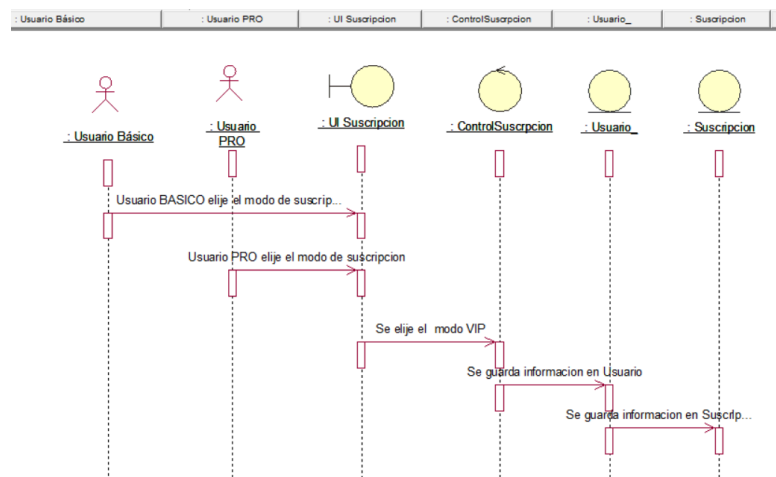 : Usuario Básico
: Usuario PRO
: UI Suscripcion
: ControlSuscrpcion
: Usuario_
: Suscripcion
: Usuario Básico
: Usuario
PRO
: UI Suscripcion
: ControlSuscrpcion
: Usuario_
: Suscripcion
Usuario BASICO elije el modo de suscrip...
Usuario PRO elije el modo de suscripcion
Se elije el modo VIP
Se guarda informacion en Usuario
Se guarda informacion en SuscrIp...